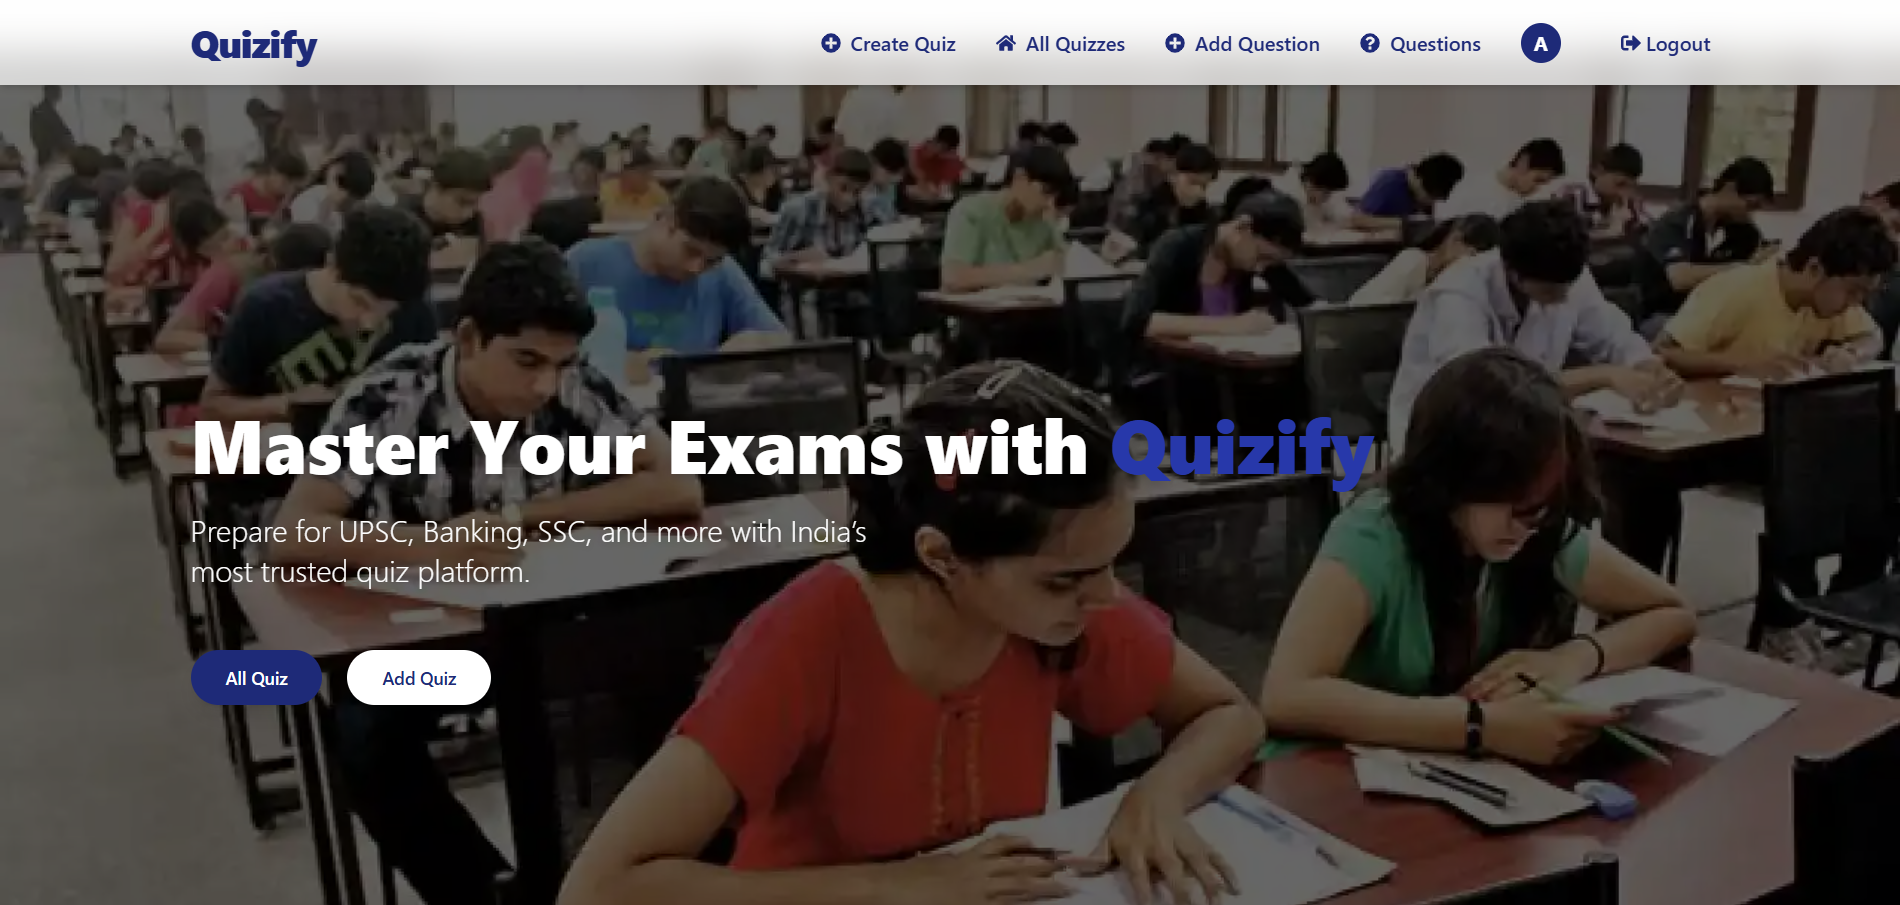 Quizify
Create Quiz
All Quizzes
Add Question
Questions
A
Logout
Master Your Exams with Quizify
Prepare for UPSC, Banking, SSC, and more with India's
most trusted quiz platform.
All Quiz
Add Quiz